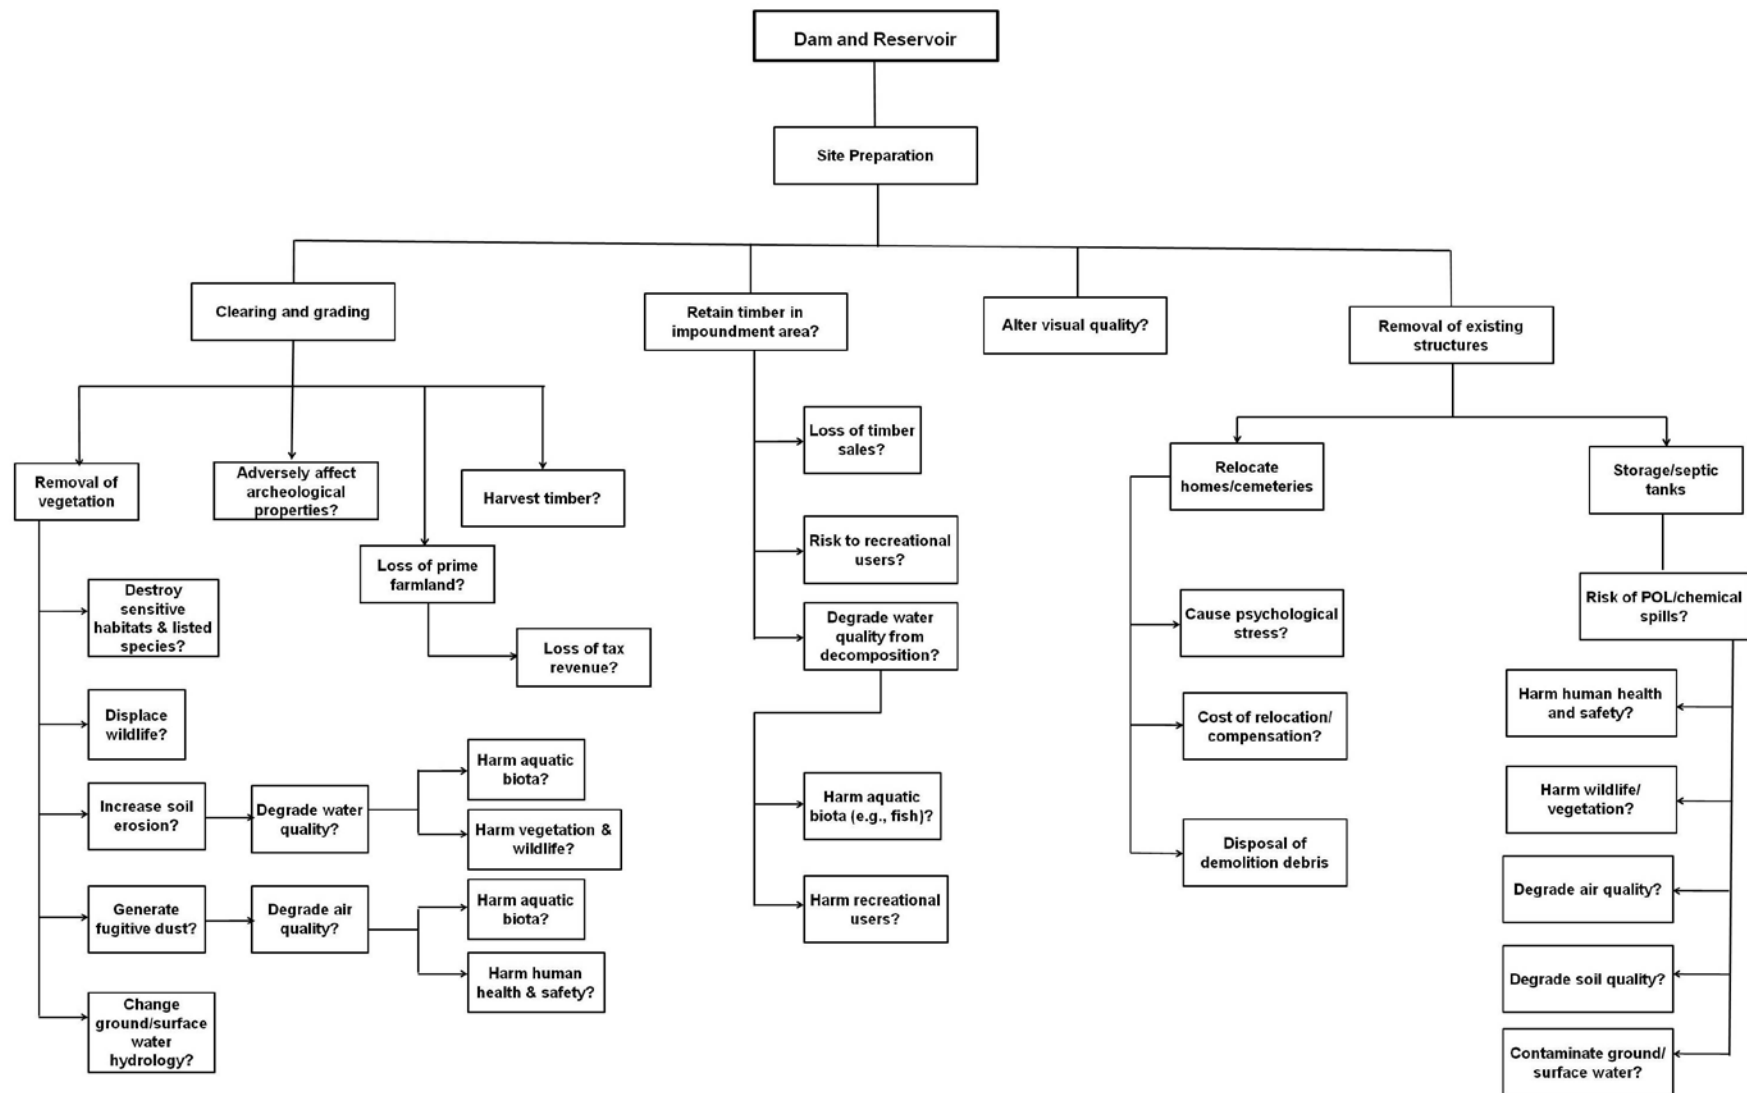 Dam and Reservoir
Site Preparation
Clearing and grading
Retain timber in
impoundment area?
Alter visual quality?
Removal of existing
structures
Removal of
vegetation
Adversely affect
archeological
properties?
Harvest timber?
Loss of prime
farmland?
Loss of tax
revenue?
Destroy
sensitive
habitats & listed
species?
Displace
wildlife?
Increase soil
erosion?
Degrade water
quality?
Harm aquatic
biota?
Harm vegetation &
wildlife?
Generate
fugitive dust?
Degrade air
quality?
Harm aquatic
biota?
Harm human
health & safety?
Change
ground/surface
water
hydrology?
Loss of timber
sales?
Risk to recreational
users?
Degrade water
quality from
decomposition?
Harm aquatic
biota (e.g., fish)?
Harm recreational
users?
Relocate
homes/cemeteries
Cause psychological
stress?
Cost of relocation/
compensation?
Disposal of
demolition debris
Storage/septic
tanks
Risk of POL/chemical
spills?
Harm human health
and safety?
Harm wildlife/
vegetation?
Degrade air quality?
Degrade soil quality?
Contaminate ground/
surface water?